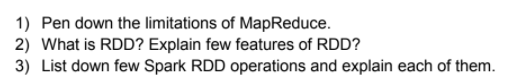 1) Pen down the limitations of MapReduce.
2) What is RDD? Explain few features of RDD?
3) List down few Spark RDD operations and explain each of them.